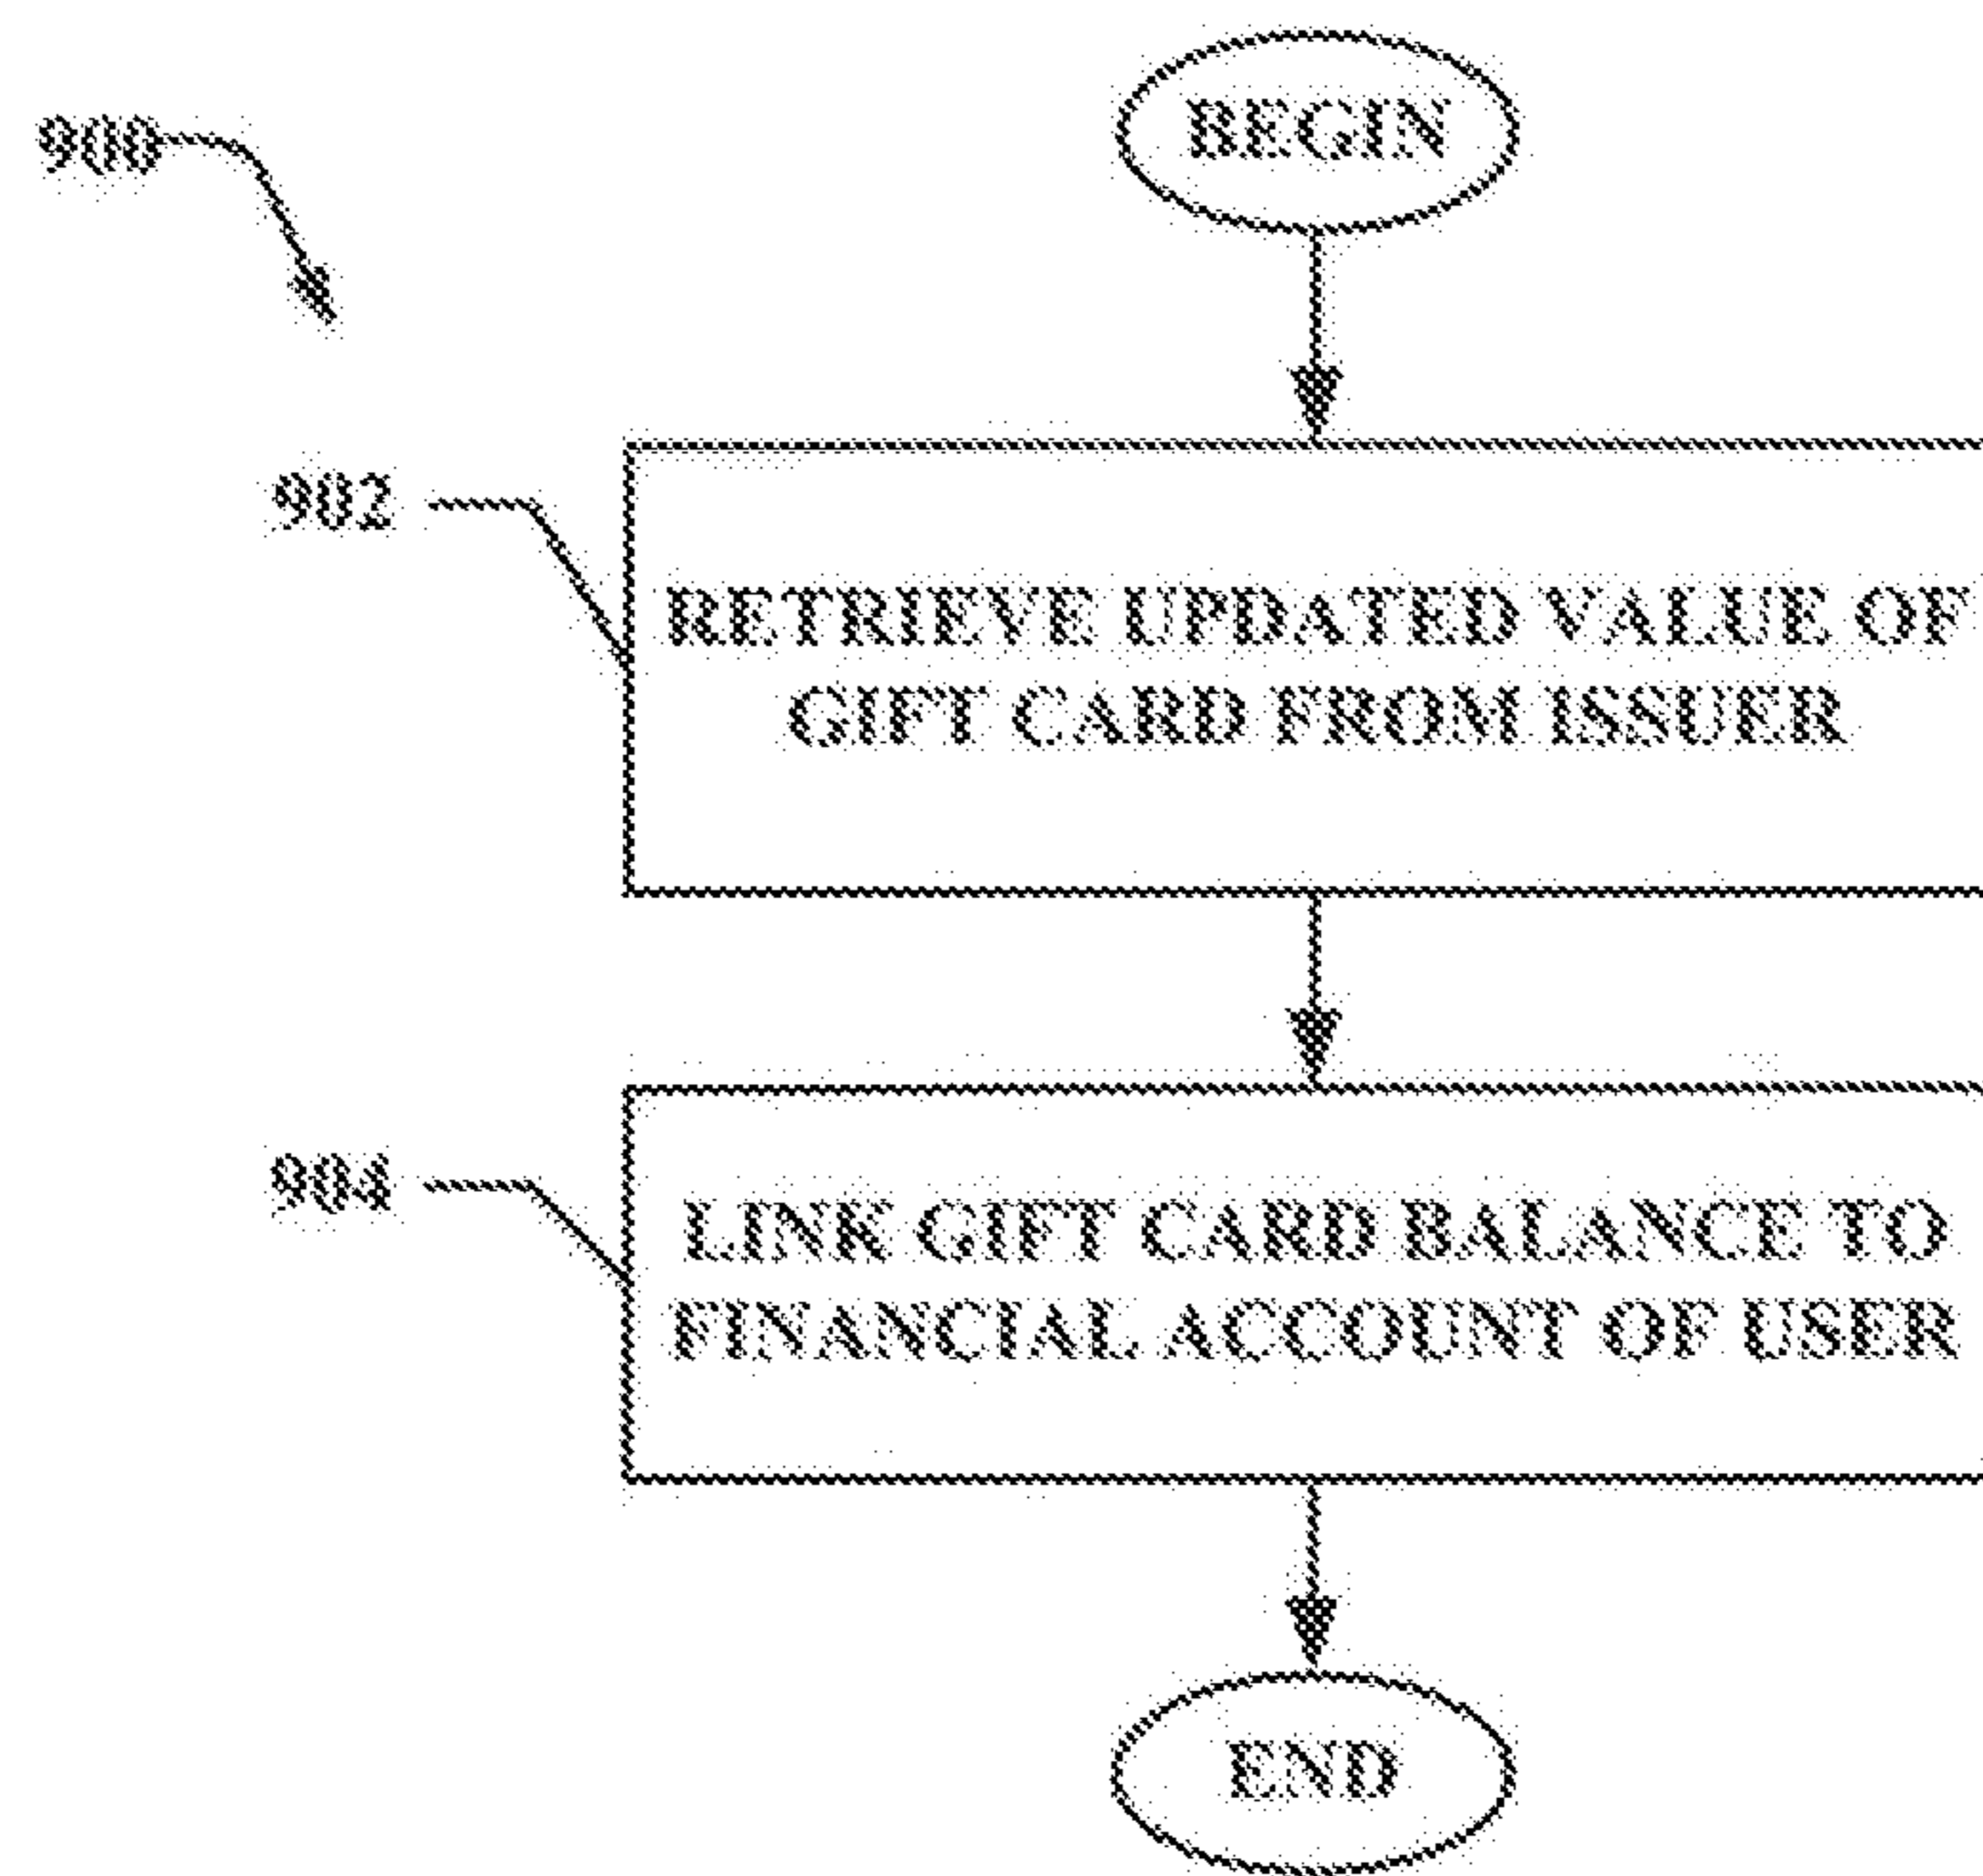 900
BEGIN
902
RETRIEVE UPDATED VALUE OF
GIFT CARD FROM ISSUER
904
LINK GIFT CARD BALANCE TO
FINANCIAL ACCOUNT OF USER
END